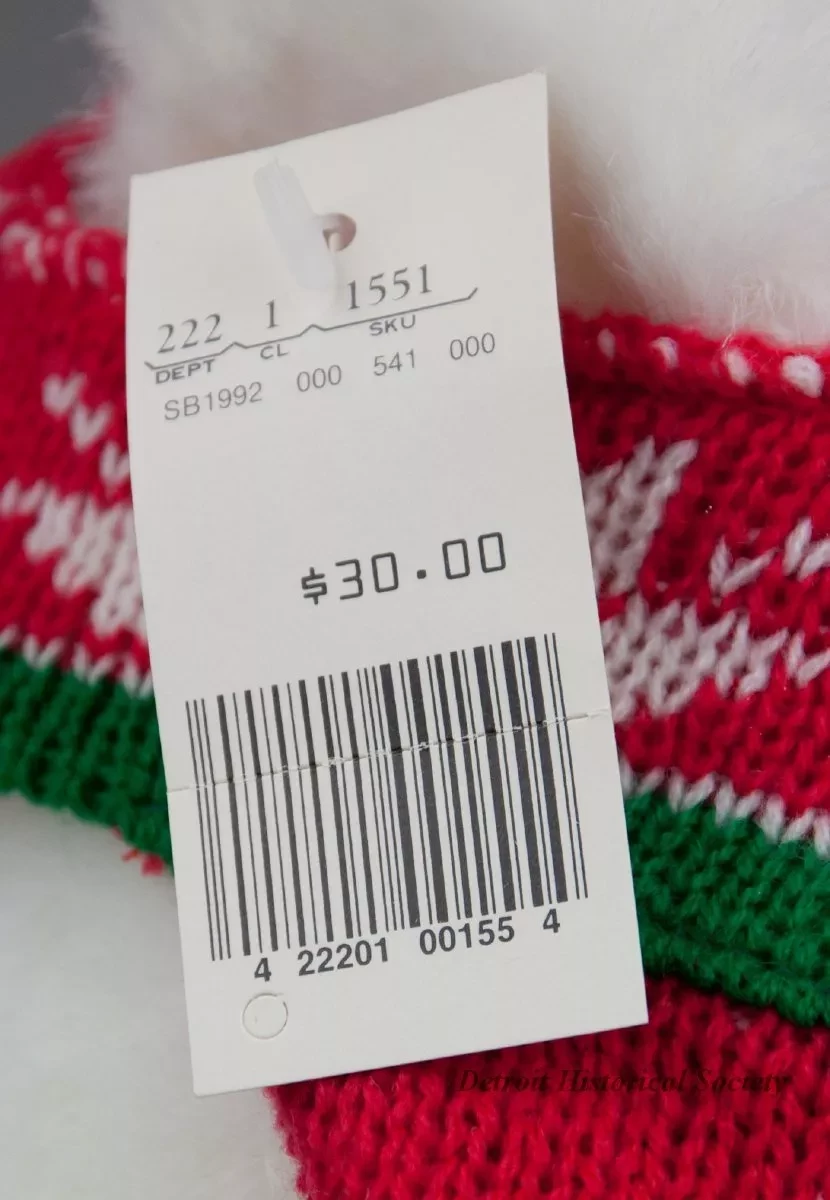 222 1 1551
DEPT CL SKU
SB1992 000 541 000
$30.00
4 22201 00155 4
Detroit Historical Society